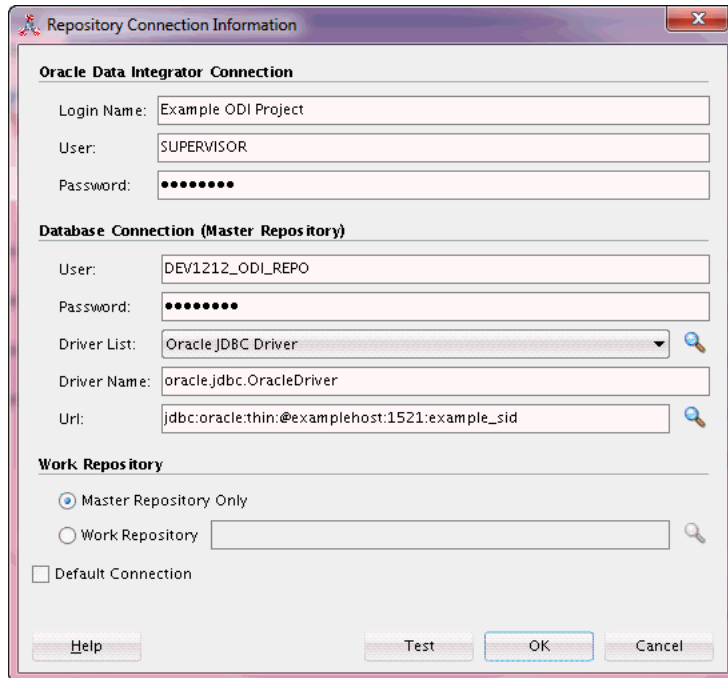 Repository Connection Information
Oracle Data Integrator Connection
Login Name: Example ODI Project
User: SUPERVISOR
Password: ••••••••
Database Connection (Master Repository)
User: DEV1212_ODI_REPO
Password: ••••••••
Driver List: Oracle JDBC Driver
Driver Name: oracle.jdbc.OracleDriver
Url: jdbc:oracle:thin:@examplehost:1521:example_sid
Work Repository
Master Repository Only
Work Repository
Default Connection
Help Test OK Cancel